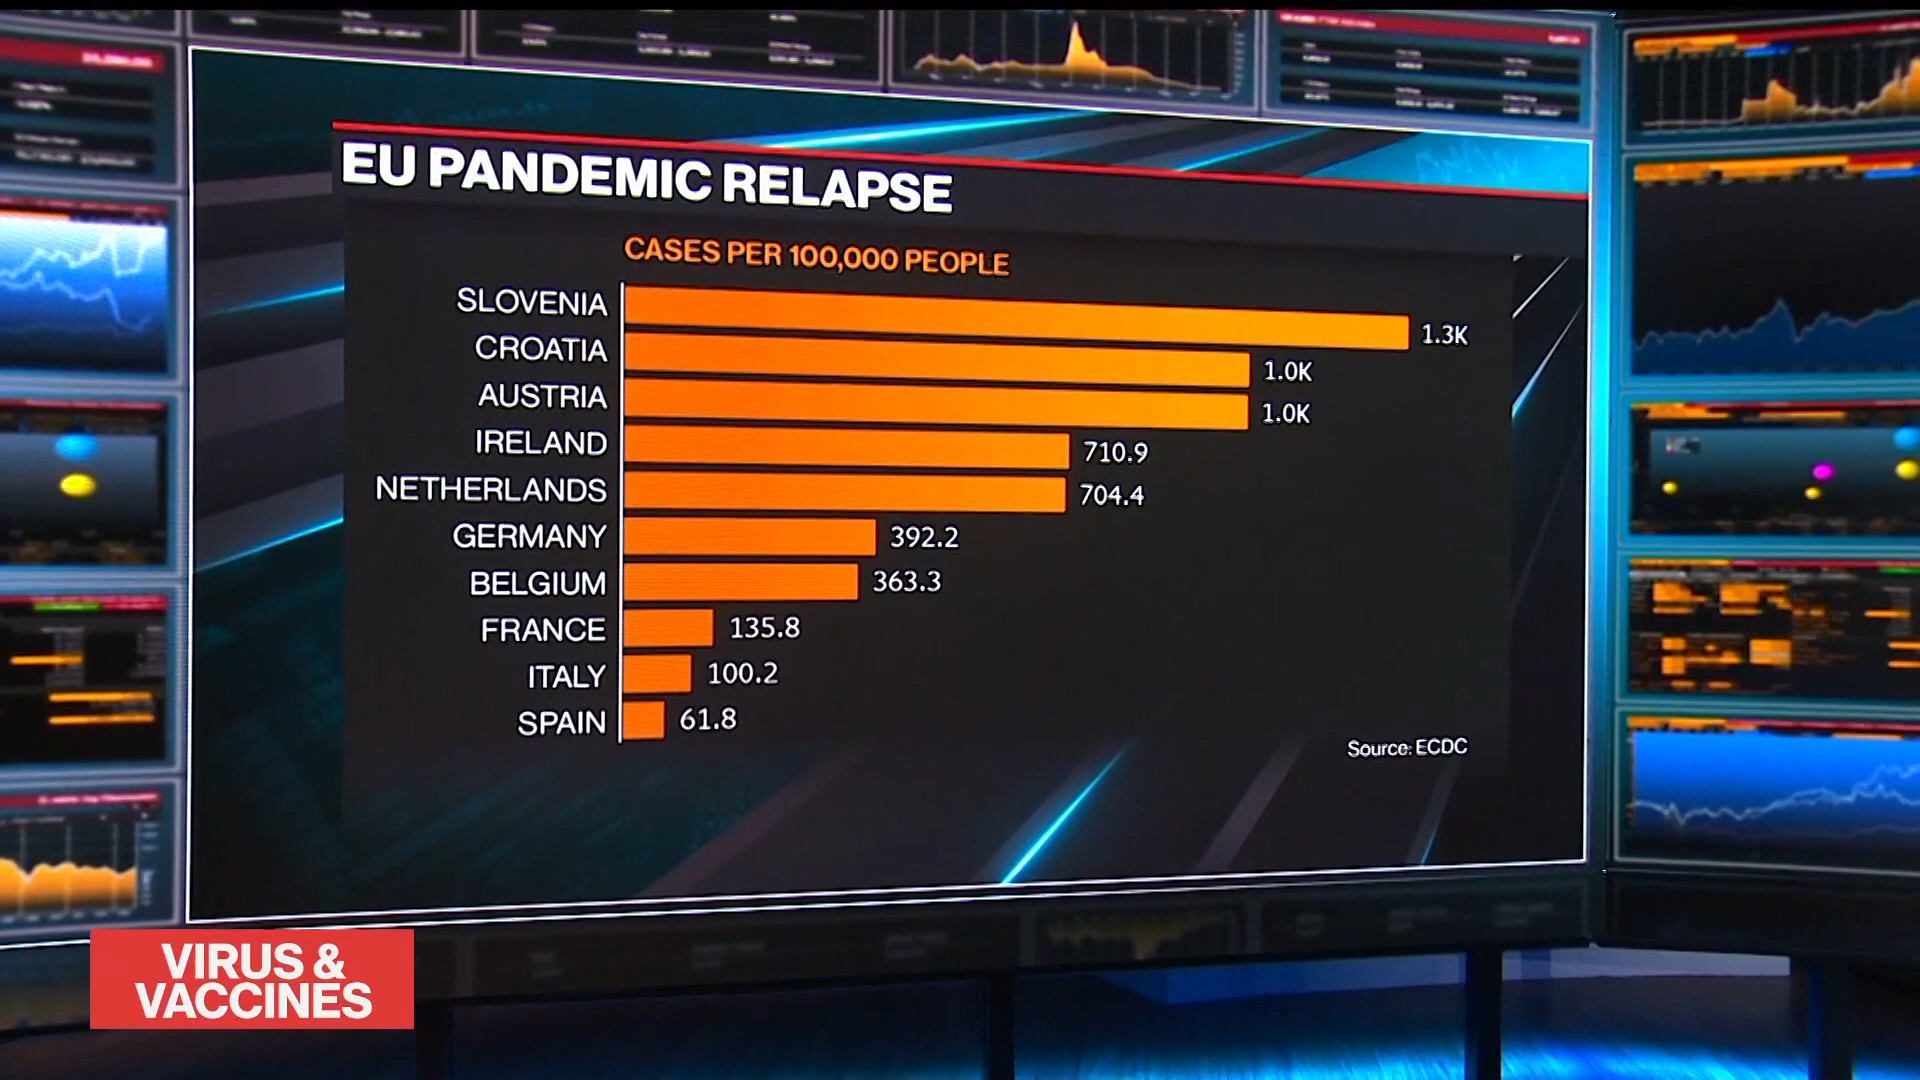 EU PANDEMIC RELAPSE
CASES PER 100,000 PEOPLE
SLOVENIA 1.3K
CROATIA 1.0K
AUSTRIA 1.0K
IRELAND 710.9
NETHERLANDS 704.4
GERMANY 392.2
BELGIUM 363.3
FRANCE 135.8
ITALY 100.2
SPAIN 61.8
Source: ECDC
VIRUS &
VACCINES